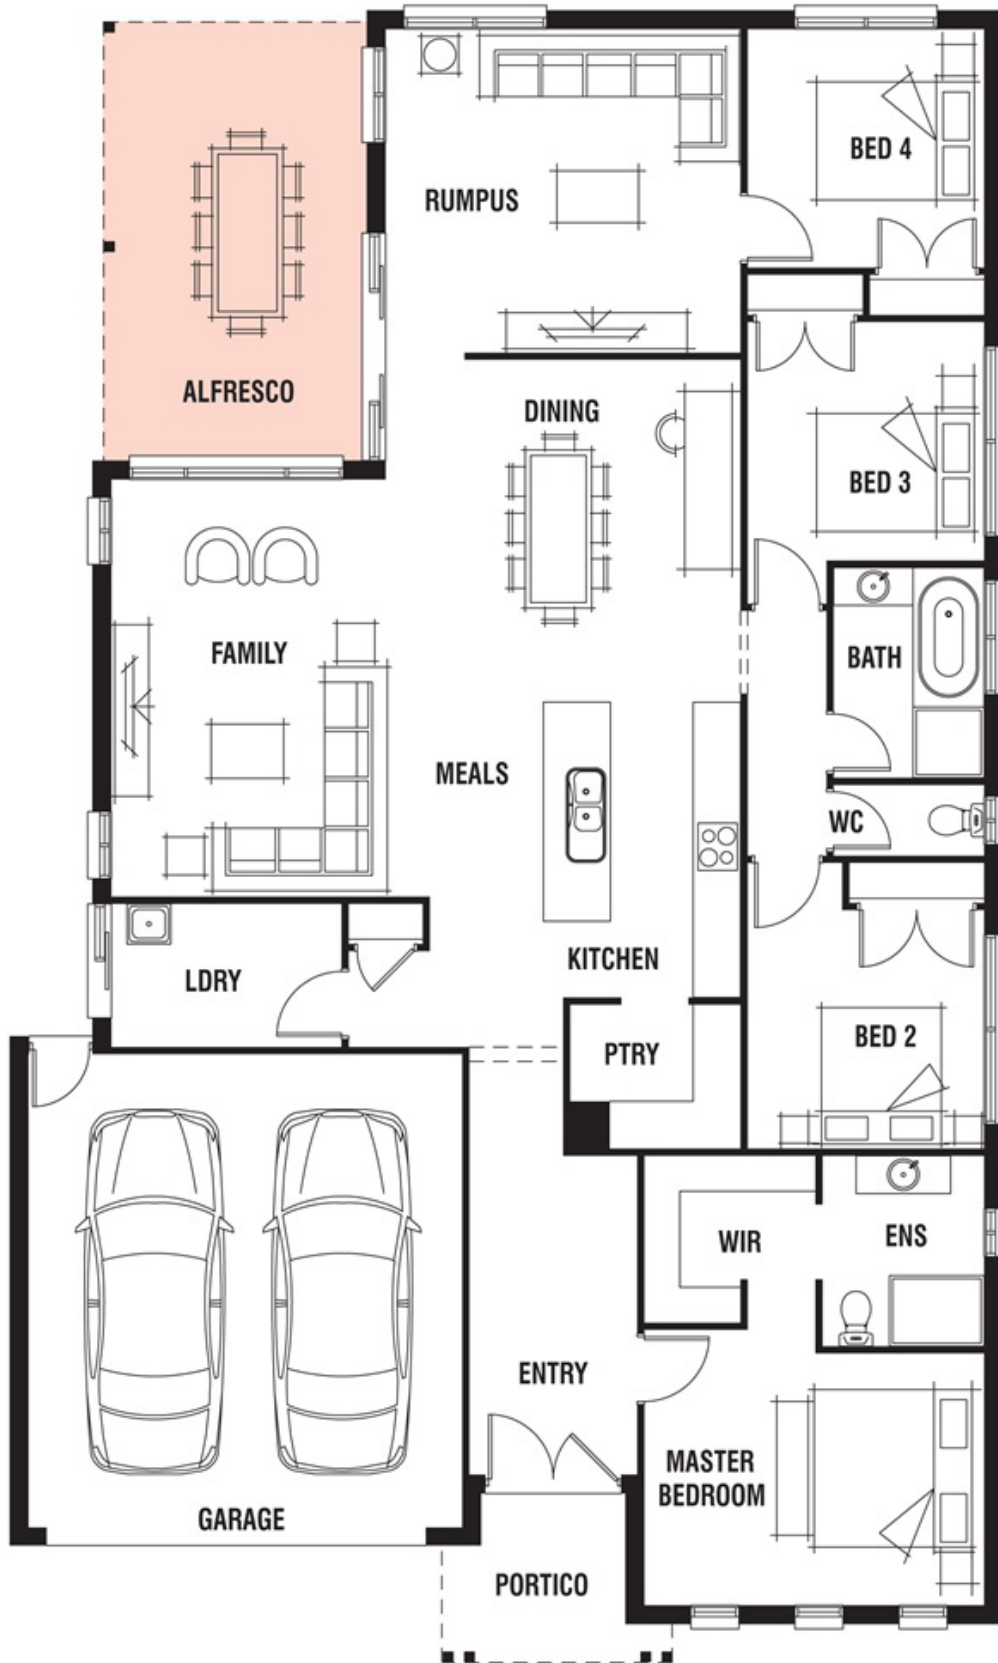 BED 4
RUMPUS
ALFRESCO
DINING
BED 3
FAMILY
BATH
MEALS
WC
KITCHEN
LDRY
PTRY
BED 2
WIR
ENS
ENTRY
MASTER
BEDROOM
GARAGE
PORTICO